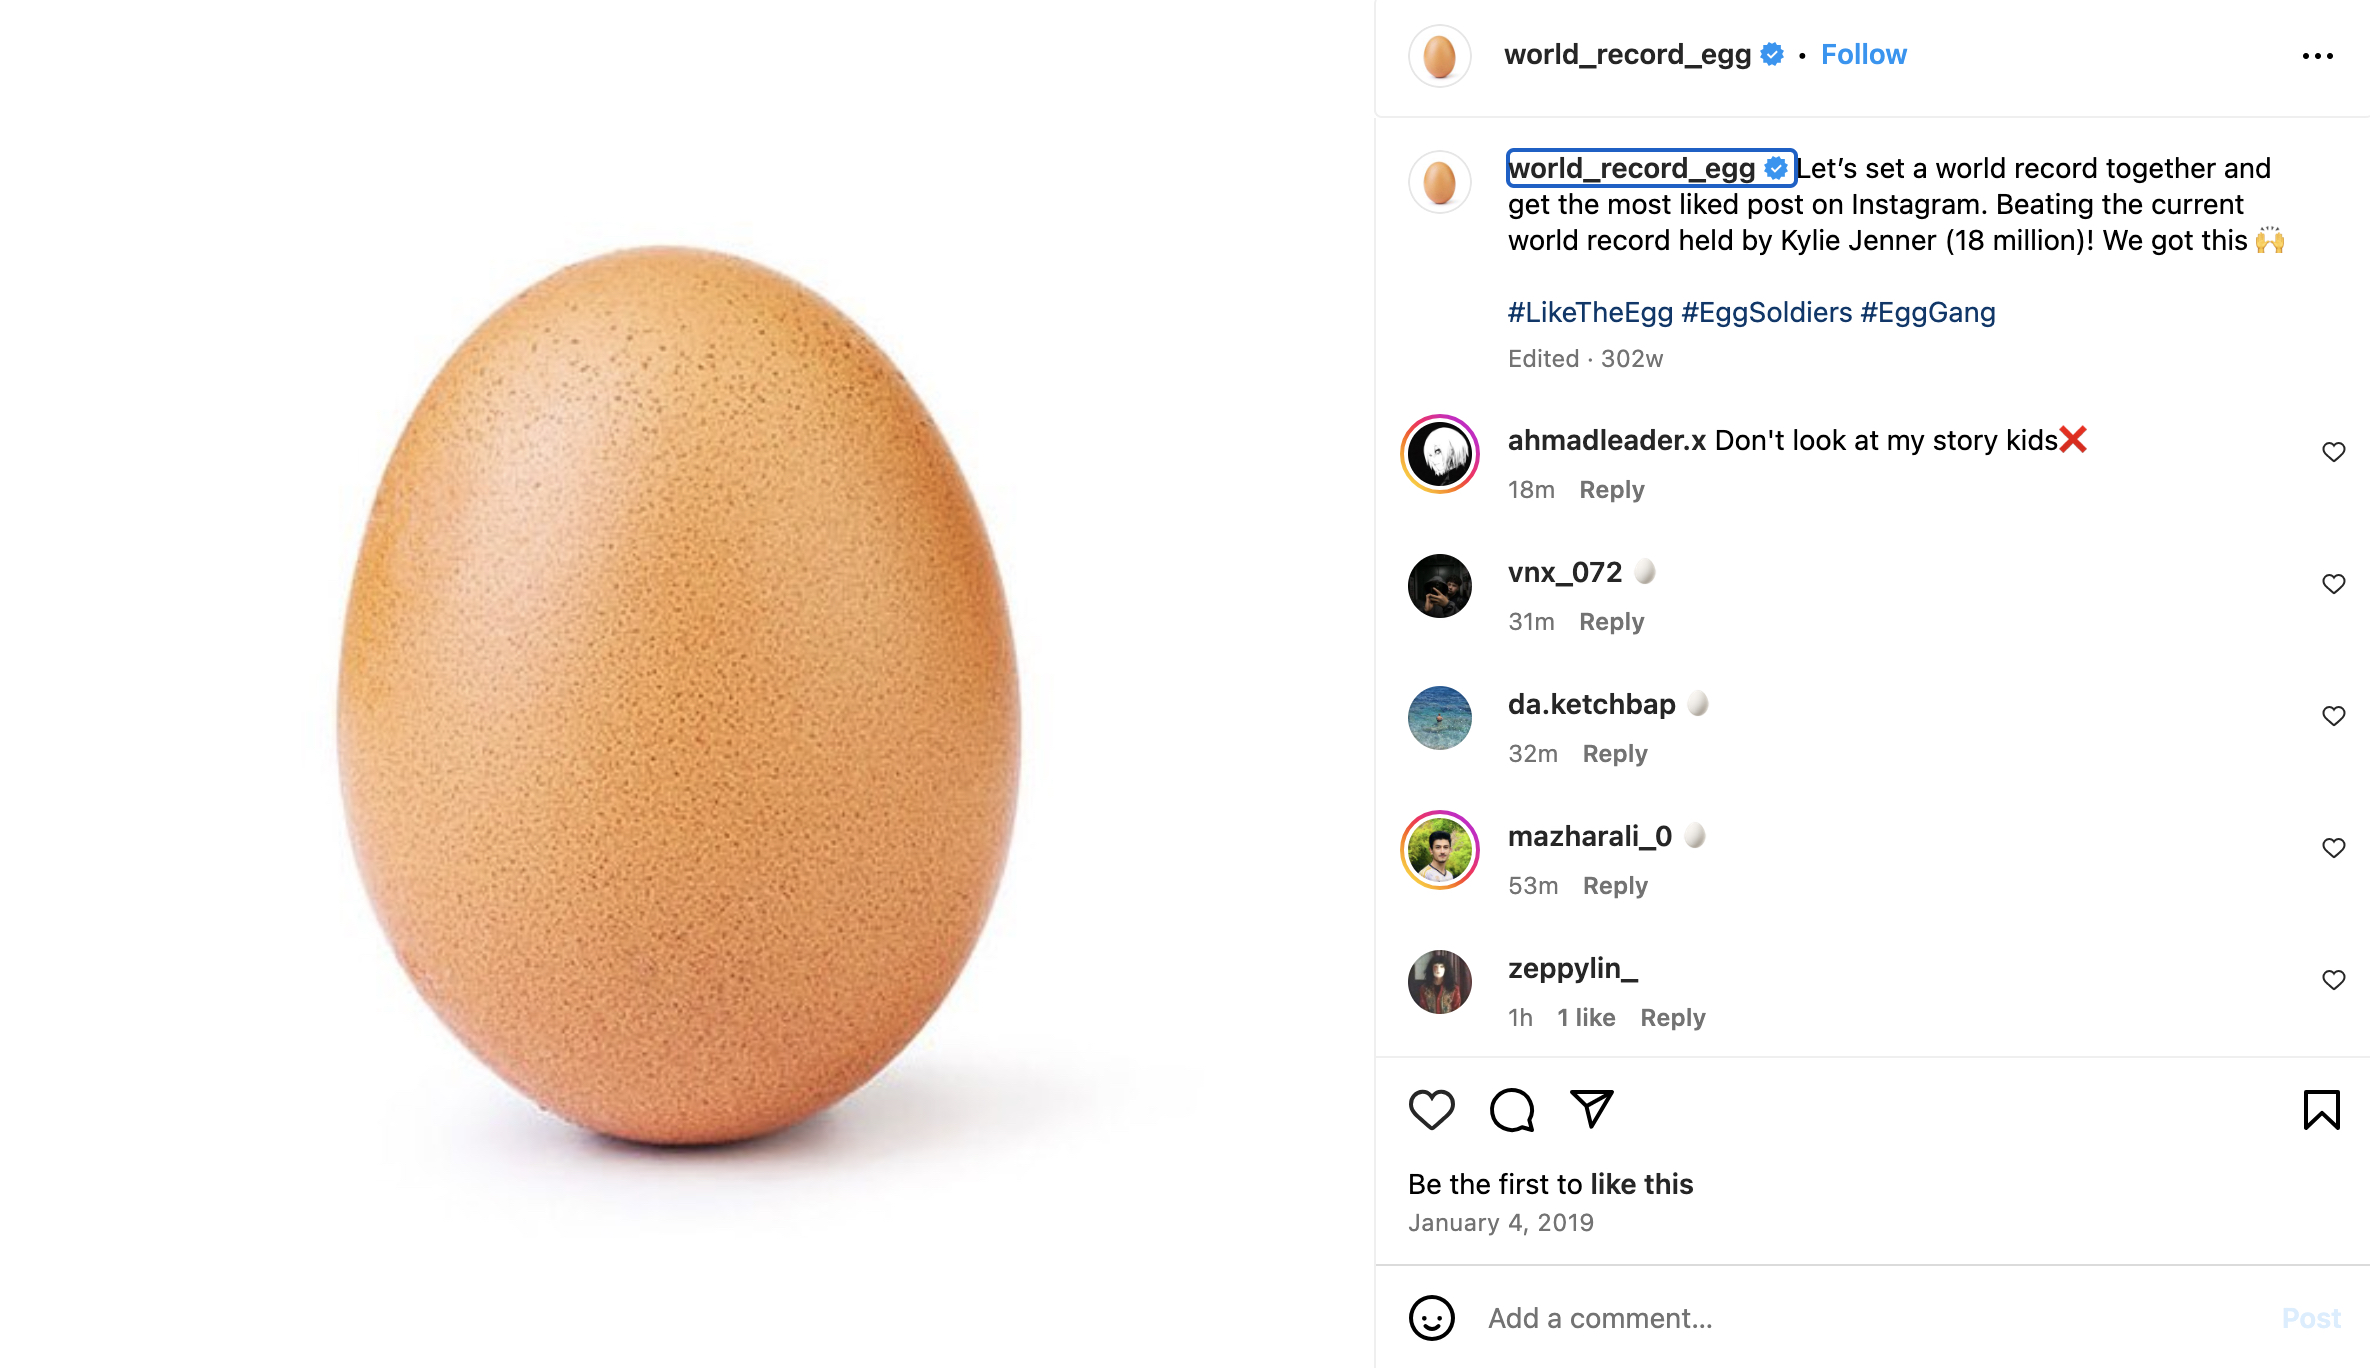 world_record_egg • Follow
world_record_egg Let’s set a world record together and
get the most liked post on Instagram. Beating the current
world record held by Kylie Jenner (18 million)! We got this 🙌
#LikeTheEgg #EggSoldiers #EggGang
Edited · 302w
ahmadleader.x Don't look at my story kids❌
18m Reply
vnx_072 🥚
31m Reply
da.ketchbap 🥚
32m Reply
mazharali_0 🥚
53m Reply
zeppylin_
1h 1 like Reply
Be the first to like this
January 4, 2019
Add a comment...
Post